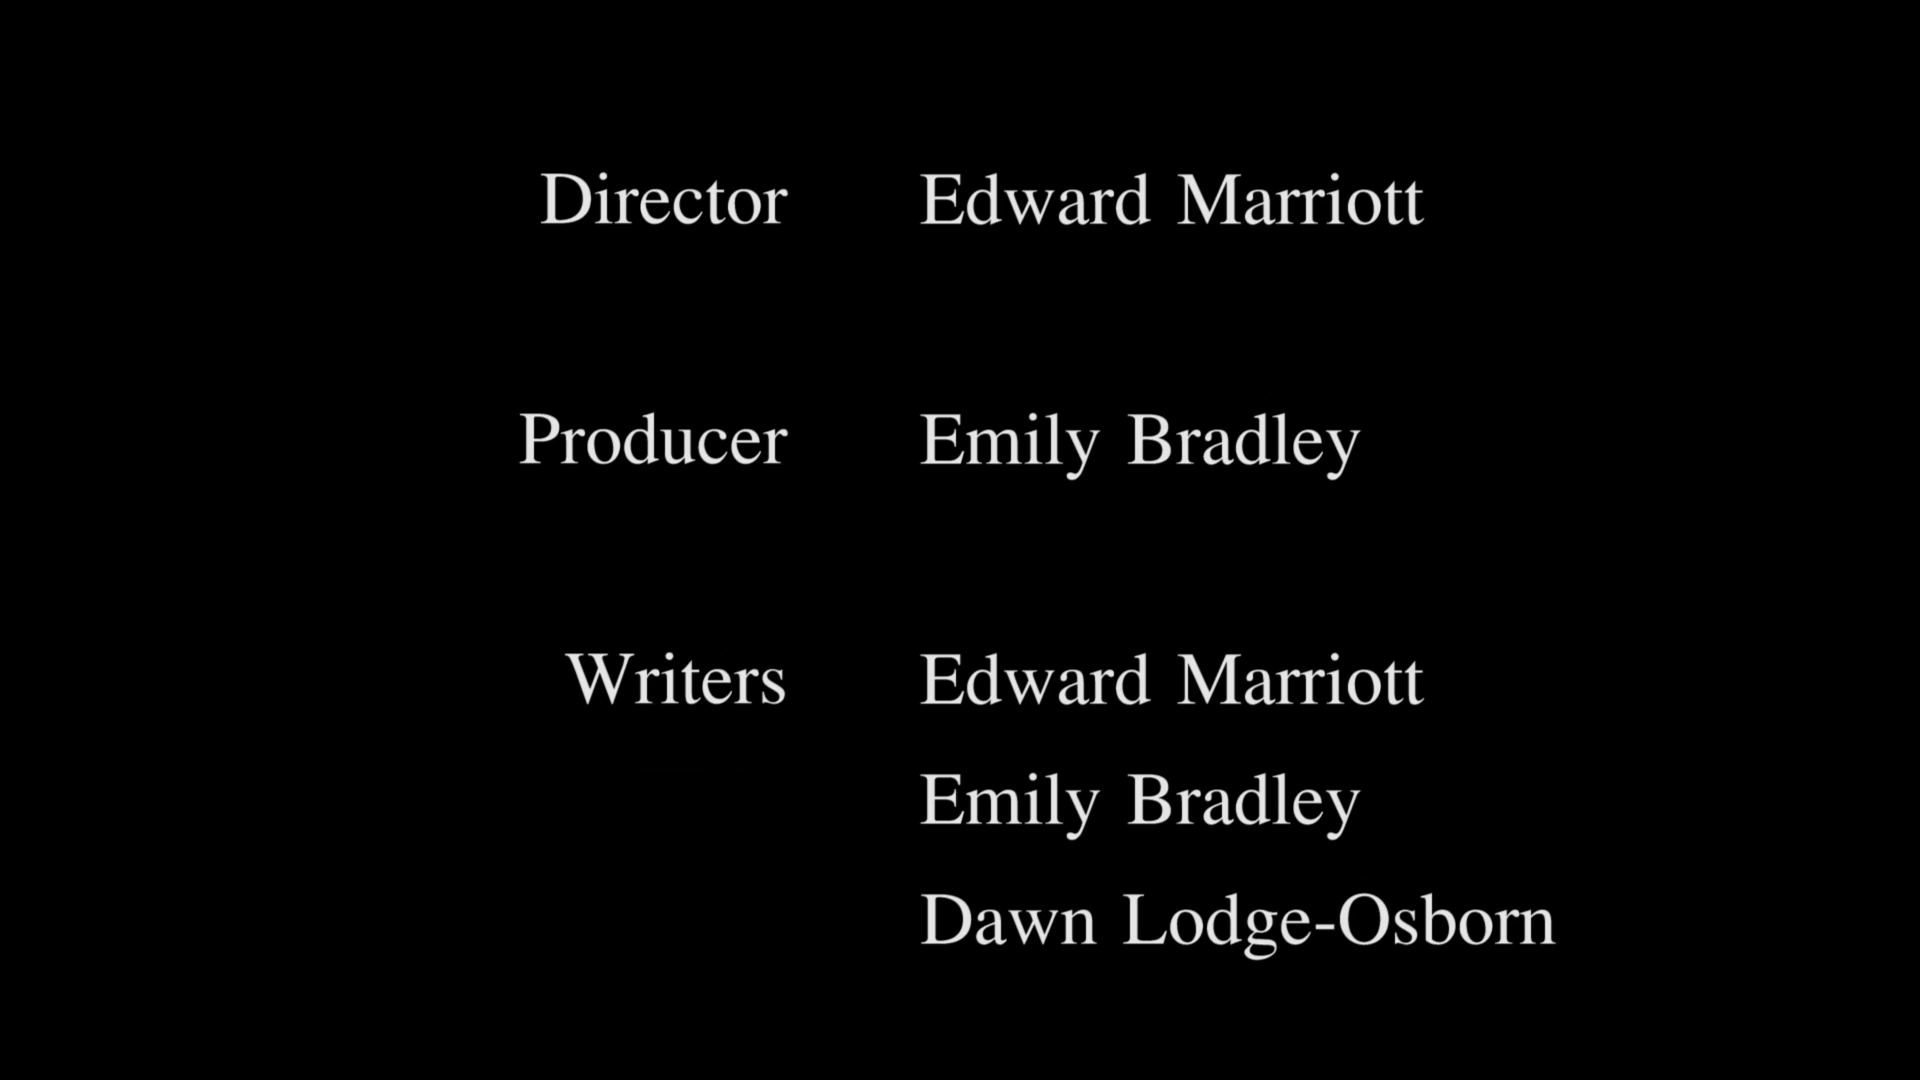 Director Edward Marriott
Producer Emily Bradley
Writers Edward Marriott
Emily Bradley
Dawn Lodge-Osborn